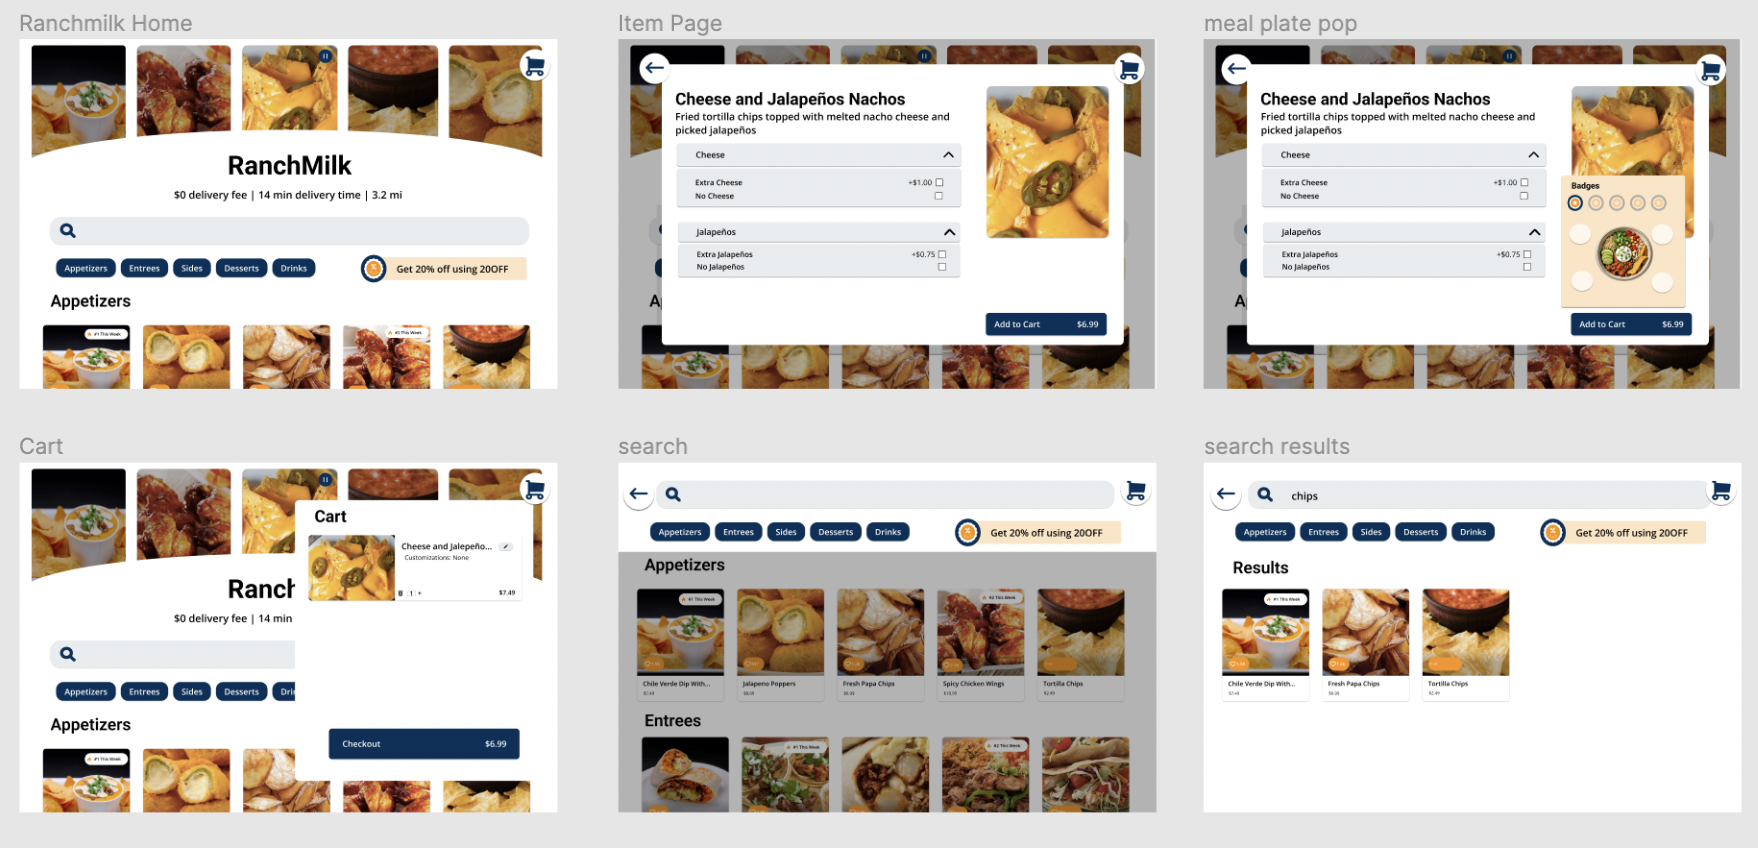 Ranchmilk Home
RanchMilk
$0 delivery fee | 14 min delivery time | 3.2 mi
Appetizers
Entrees
Sides
Desserts
Drinks
Get 20% off using 20OFF
Appetizers
#1 This Week
#2 This Week
Item Page
Cheese and Jalapeños Nachos
Fried tortilla chips topped with melted nacho cheese and
picked jalapeños
Cheese
Extra Cheese +$1.00
No Cheese
Jalapeños
Extra Jalapeños +$0.75
No Jalapeños
Add to Cart $6.99
A
meal plate pop
Cheese and Jalapeños Nachos
Fried tortilla chips topped with melted nacho cheese and
picked jalapeños
Cheese
Extra Cheese +$1.00
No Cheese
Jalapeños
Extra Jalapeños +$0.75
No Jalapeños
Badges
Add to Cart $6.99
A
Cart
Ranch
$0 delivery fee | 14 min
Appetizers
Entrees
Sides
Desserts
Dri
Appetizers
#1 This Week
Cart
Cheese and Jalepeño...
Customizations: None
1 +
$7.49
Checkout $6.99
search
Appetizers
Entrees
Sides
Desserts
Drinks
Get 20% off using 20OFF
Appetizers
#1 This Week
#2 This Week
Chile Verde Dip With...
$7.49
Jalapeno Poppers
Fresh Papa Chips
Spicy Chicken Wings
Tortilla Chips
Entrees
#1 This Week
#2 This Week
search results
chips
Appetizers
Entrees
Sides
Desserts
Drinks
Get 20% off using 20OFF
Results
#1 This Week
Chile Verde Dip With...
$7.49
Fresh Papa Chips
Tortilla Chips